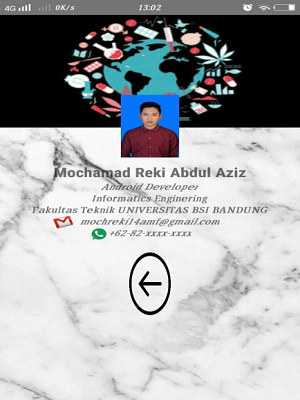 4G 0K/s 13:02
Mochamad Reki Abdul Aziz
Android Developer
Informatics Enginering
Fakultas Teknik UNIVERSITAS BSI BANDUNG
mochreki14amf@gmail.com
+62-82-xxxx-xxxx